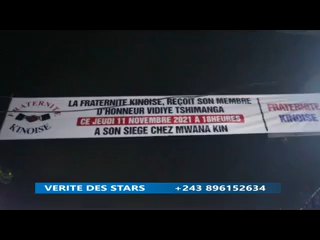 FRATERNITE
KINOISE
LA FRATERNITE KINOISE, REÇOIT SON MEMBRE
D'HONNEUR VIDIYE TSHIMANGA
CE JEUDI 11 NOVEMBRE 2021 A 18HEURES
A SON SIEGE CHEZ MWANA KIN
FRATERNITE
KINOISE
VERITE DES STARS +243 896152634